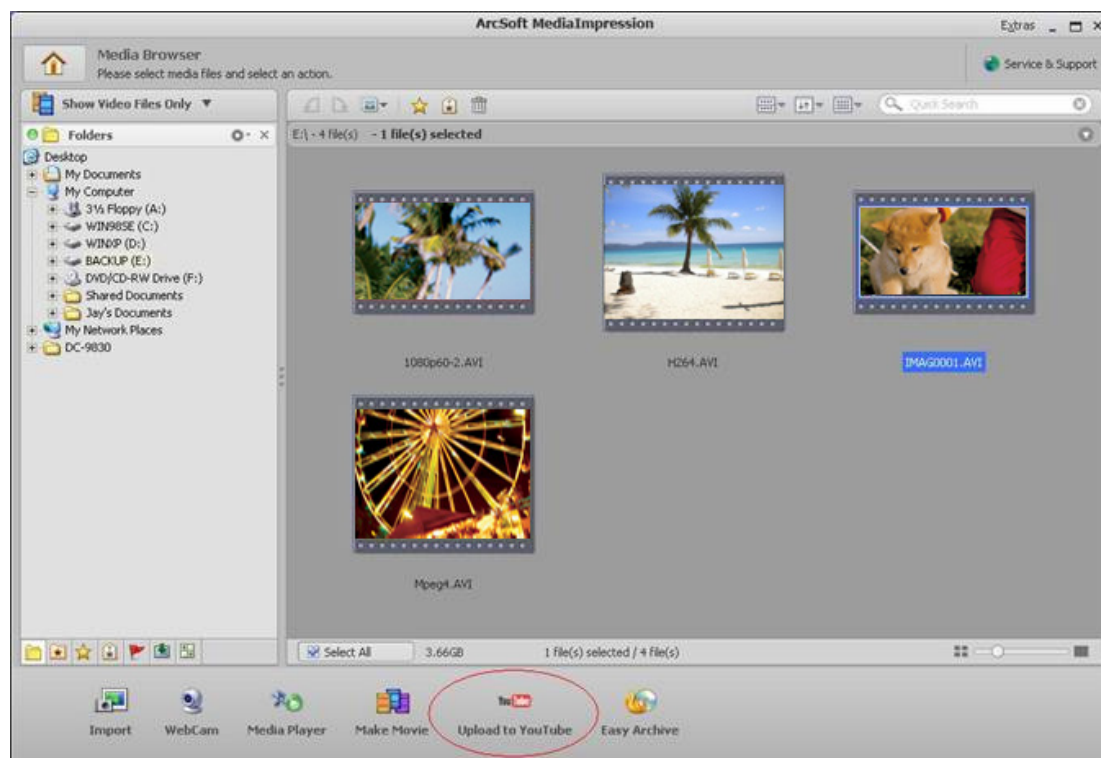 ArcSoft MediaImpression
Extras
Media Browser
Please select media files and select an action.
Service & Support
Show Video Files Only
Quick Search
Folders
E:\ - 4 file(s) - 1 file(s) selected
Desktop
My Documents
My Computer
3½ Floppy (A:)
WIN98SE (C:)
WINXP (D:)
BACKUP (E:)
DVD/CD-RW Drive (F:)
Shared Documents
Jay's Documents
My Network Places
DC-9830
1080p60-2.AVI
H264.AVI
IMAG0001.AVI
Mpeg4.AVI
Select All
3.66GB
1 file(s) selected / 4 file(s)
Import
WebCam
Media Player
Make Movie
You
Upload to YouTube
Easy Archive